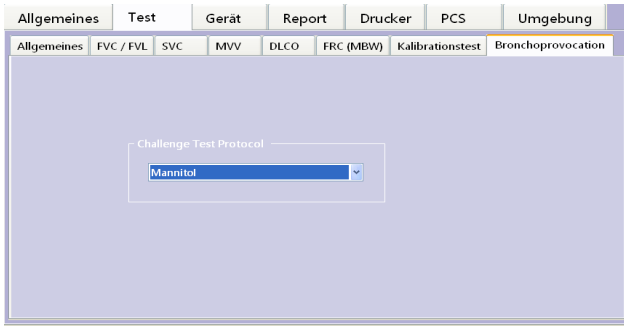 Allgemeines Test Gerät Report Drucker PCS Umgebung
Allgemeines FVC / FVL SVC MVV DLCO FRC (MBW) Kalibrationstest Bronchoprovocation
Challenge Test Protocol
Mannitol